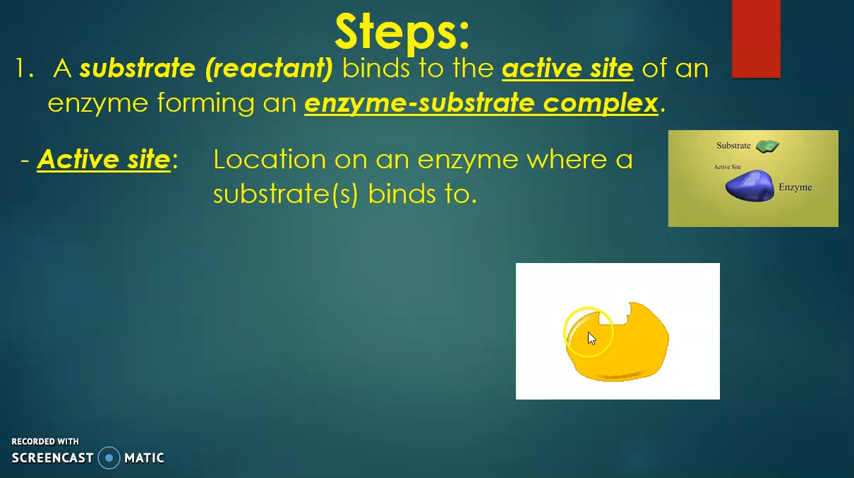 Steps:
1. A substrate (reactant) binds to the active site of an
enzyme forming an enzyme-substrate complex.
- Active site: Location on an enzyme where a
substrate(s) binds to.
Substrate
Active Site
Enzyme
RECORDED WITH
SCREENCAST MATIC